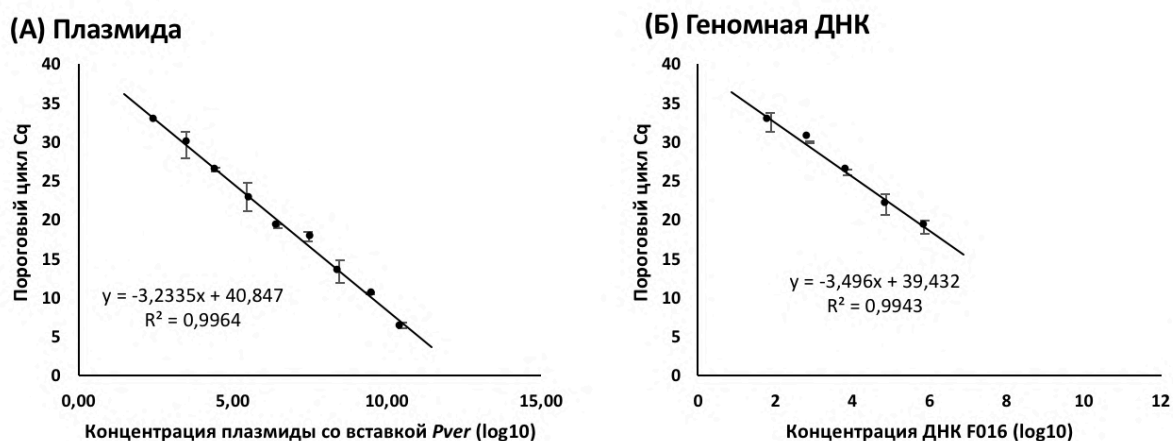 (А) Плазмида
40
35
30
25
20
15
10
5
0
0,00 5,00 10,00 15,00
Пороговый цикл Cq
y = -3,2335x + 40,847
R² = 0,9964
Концентрация плазмиды со вставкой Pver (log10)
(Б) Геномная ДНК
40
35
30
25
20
15
10
5
0
0 2 4 6 8 10 12
Пороговый цикл Cq
y = -3,496x + 39,432
R² = 0,9943
Концентрация ДНК F016 (log10)